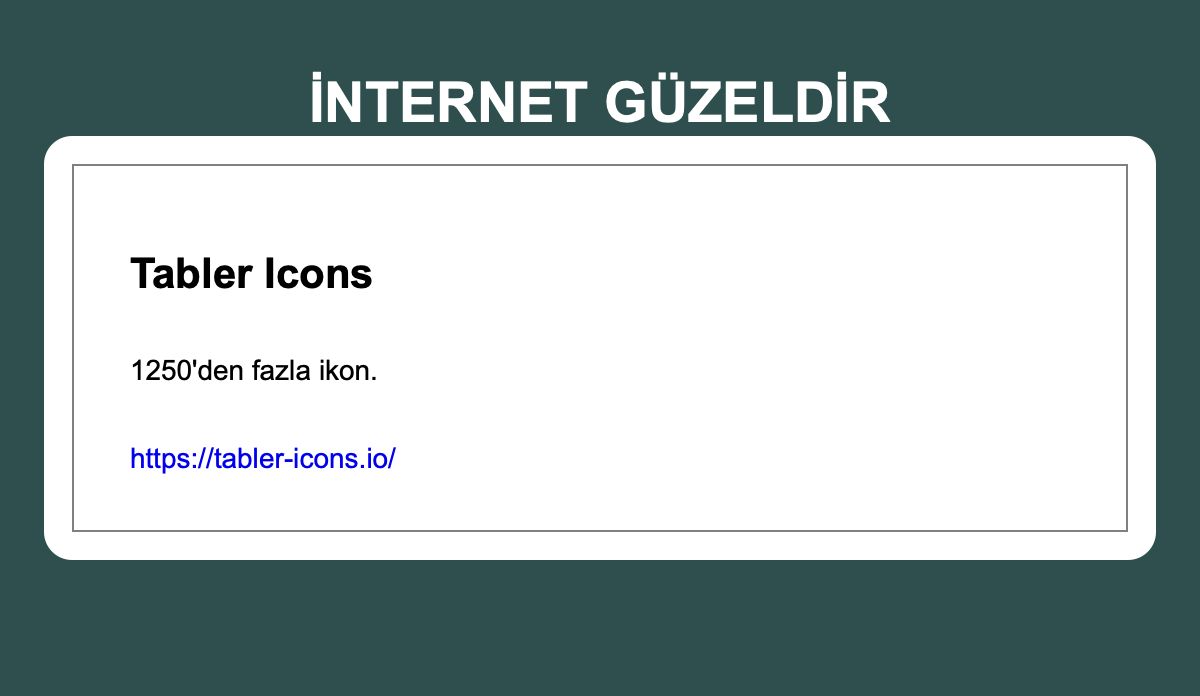 İNTERNET GÜZELDİR
Tabler Icons
1250'den fazla ikon.
https://tabler-icons.io/